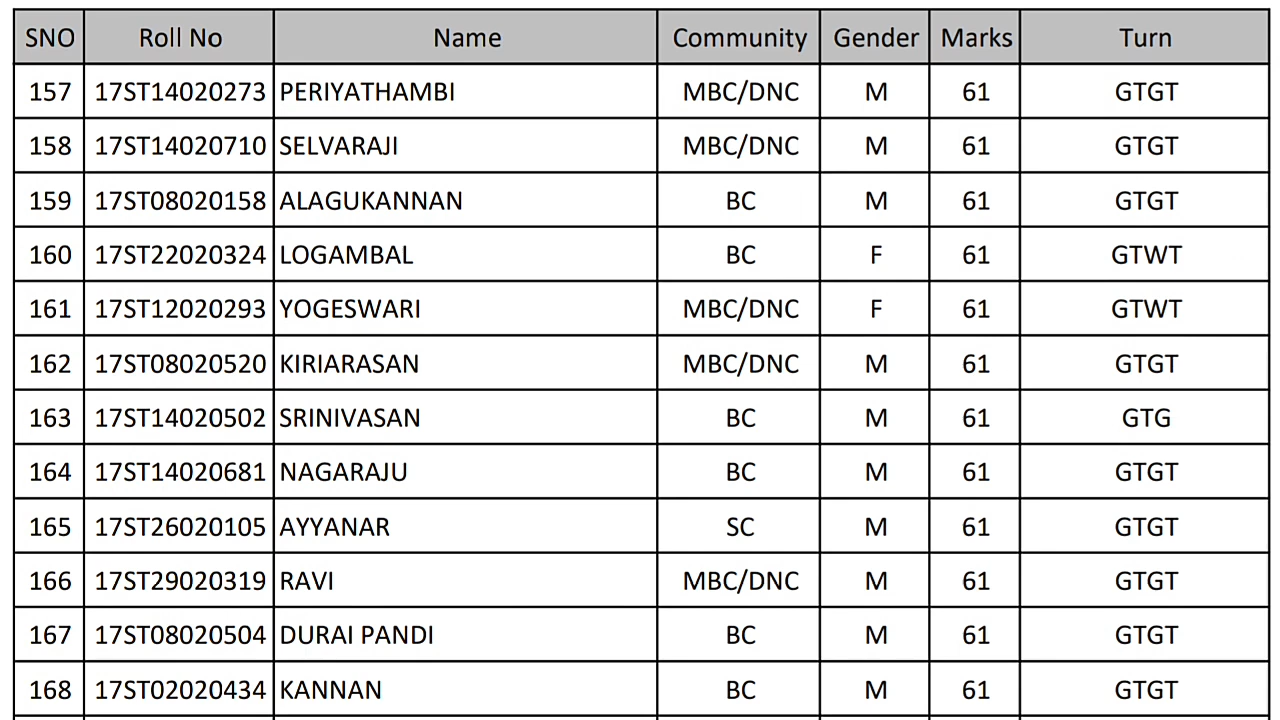 SNO Roll No Name Community Gender Marks Turn
157 17ST14020273 PERIYATHAMBI MBC/DNC M 61 GTGT
158 17ST14020710 SELVARAJI MBC/DNC M 61 GTGT
159 17ST08020158 ALAGUKANNAN BC M 61 GTGT
160 17ST22020324 LOGAMBAL BC F 61 GTWT
161 17ST12020293 YOGESWARI MBC/DNC F 61 GTWT
162 17ST08020520 KIRIARASAN MBC/DNC M 61 GTGT
163 17ST14020502 SRINIVASAN BC M 61 GTG
164 17ST14020681 NAGARAJU BC M 61 GTGT
165 17ST26020105 AYYANAR SC M 61 GTGT
166 17ST29020319 RAVI MBC/DNC M 61 GTGT
167 17ST08020504 DURAI PANDI BC M 61 GTGT
168 17ST02020434 KANNAN BC M 61 GTGT